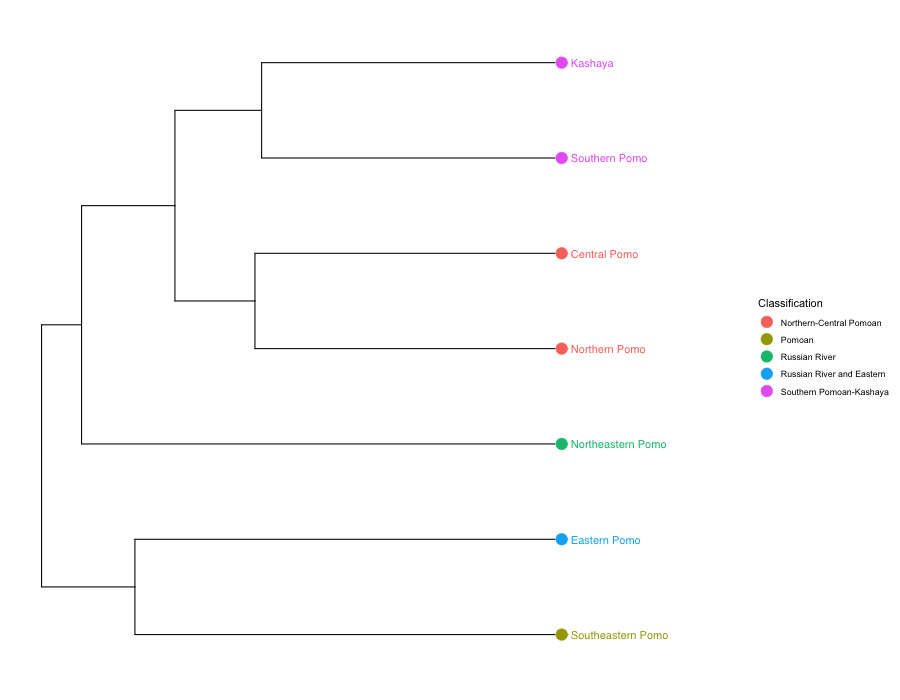 Kashaya
Southern Pomo
Central Pomo
Northern Pomo
Northeastern Pomo
Eastern Pomo
Southeastern Pomo
Classification
Northern-Central Pomoan
Pomoan
Russian River
Russian River and Eastern
Southern Pomoan-Kashaya